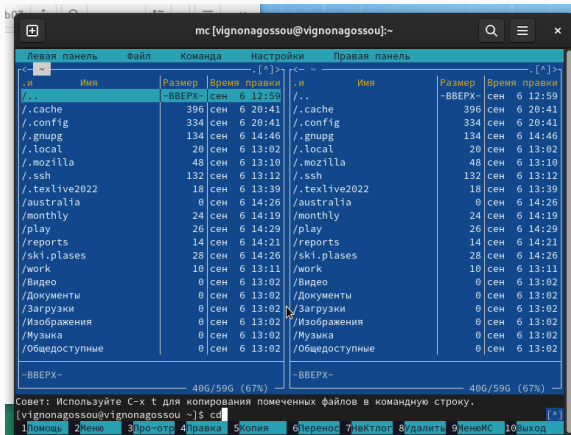 mc [vignonagossou@vignonagossou]:~
Левая панель Файл Команда Настройки Правая панель
<- ~ .[^]> <- ~ .[^]>
.и Имя Размер Время правки .и Имя Размер Время правки
/.. -ВВЕРХ- сен 6 12:59 /.. -ВВЕРХ- сен 6 12:59
/.cache 396 сен 6 20:41 /.cache 396 сен 6 20:41
/.config 334 сен 6 20:41 /.config 334 сен 6 20:41
/.gnupg 134 сен 6 14:46 /.gnupg 134 сен 6 14:46
/.local 20 сен 6 13:02 /.local 20 сен 6 13:02
/.mozilla 48 сен 6 13:10 /.mozilla 48 сен 6 13:10
/.ssh 132 сен 6 13:12 /.ssh 132 сен 6 13:12
/.texlive2022 18 сен 6 13:39 /.texlive2022 18 сен 6 13:39
/australia 0 сен 6 14:26 /australia 0 сен 6 14:26
/monthly 24 сен 6 14:19 /monthly 24 сен 6 14:19
/play 26 сен 6 14:29 /play 26 сен 6 14:29
/reports 14 сен 6 14:21 /reports 14 сен 6 14:21
/ski.plases 28 сен 6 14:26 /ski.plases 28 сен 6 14:26
/work 10 сен 6 13:11 /work 10 сен 6 13:11
/Видео 0 сен 6 13:02 /Видео 0 сен 6 13:02
/Документы 0 сен 6 13:02 /Документы 0 сен 6 13:02
/Загрузки 0 сен 6 13:02 /Загрузки 0 сен 6 13:02
/Изображения 0 сен 6 13:02 /Изображения 0 сен 6 13:02
/Музыка 0 сен 6 13:02 /Музыка 0 сен 6 13:02
/Общедоступные 0 сен 6 13:02 /Общедоступные 0 сен 6 13:02
-ВВЕРХ- -ВВЕРХ-
40G/59G (67%) 40G/59G (67%)
Совет: Используйте C-x t для копирования помеченных файлов в командную строку.
[vignonagossou@vignonagossou ~]$ cd [^]
1Помощь 2Меню 3Про~отр 4Правка 5Копия 6Перенос 7НвКтлог 8Удалить 9МенюMC 10Выход